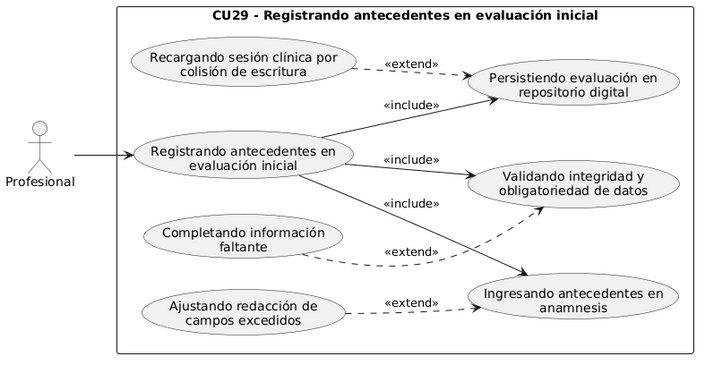 CU29 - Registrando antecedentes en evaluación inicial
Recargando sesión clínica por
colisión de escritura
«extend»
Persistiendo evaluación en
repositorio digital
«include»
Profesional
Registrando antecedentes en
evaluación inicial
«include»
Validando integridad y
obligatoriedad de datos
«include»
Completando información
faltante
«extend»
Ajustando redacción de
campos excedidos
«extend»
Ingresando antecedentes en
anamnesis